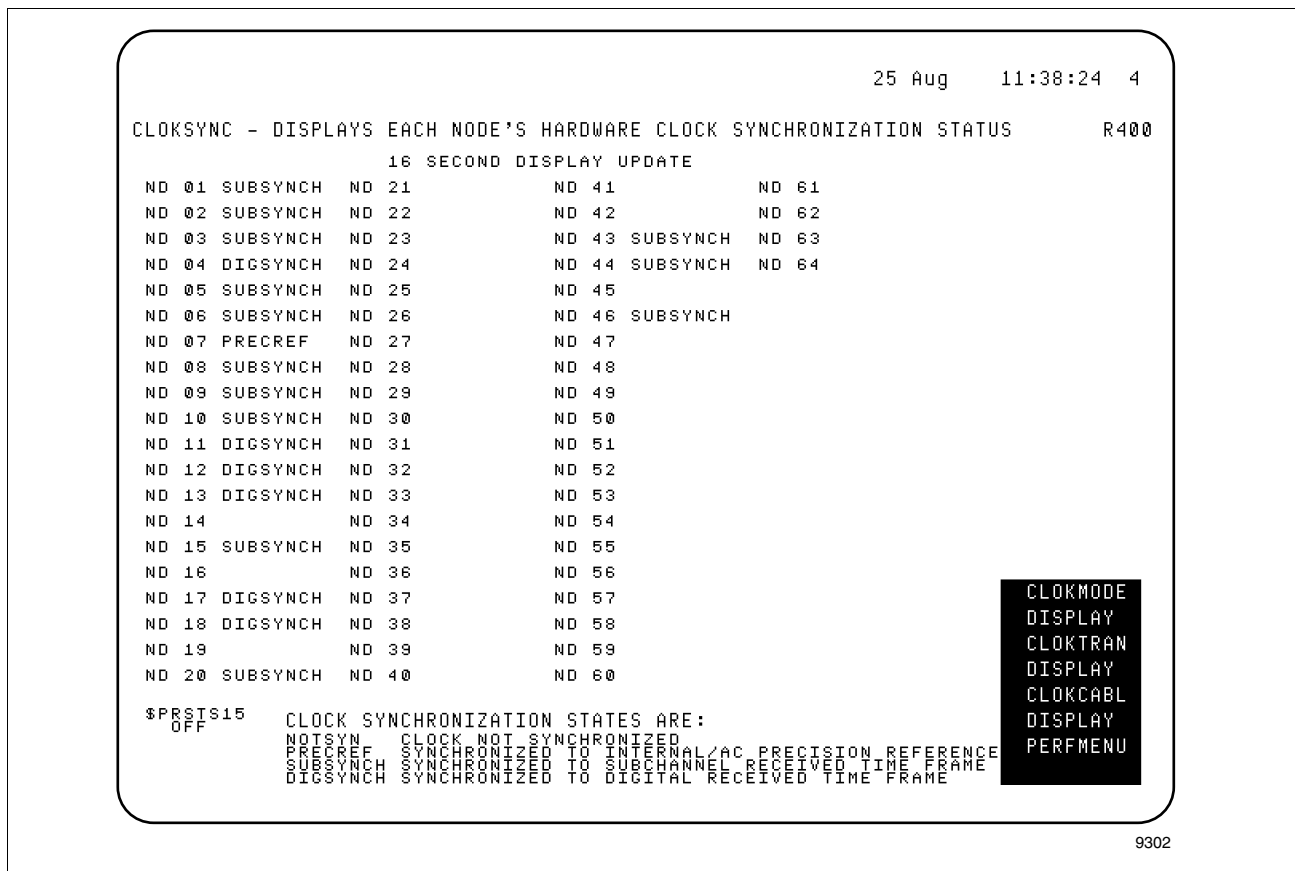 25 Aug 11:38:24 4
CLOKSYNC – DISPLAYS EACH NODE'S HARDWARE CLOCK SYNCHRONIZATION STATUS R400
16 SECOND DISPLAY UPDATE
ND 01 SUBSYNCH ND 21 ND 41 ND 61
ND 02 SUBSYNCH ND 22 ND 42 ND 62
ND 03 SUBSYNCH ND 23 ND 43 SUBSYNCH ND 63
ND 04 DIGSYNCH ND 24 ND 44 SUBSYNCH ND 64
ND 05 SUBSYNCH ND 25 ND 45
ND 06 SUBSYNCH ND 26 ND 46 SUBSYNCH
ND 07 PRECREF ND 27 ND 47
ND 08 SUBSYNCH ND 28 ND 48
ND 09 SUBSYNCH ND 29 ND 49
ND 10 SUBSYNCH ND 30 ND 50
ND 11 DIGSYNCH ND 31 ND 51
ND 12 DIGSYNCH ND 32 ND 52
ND 13 DIGSYNCH ND 33 ND 53
ND 14 ND 34 ND 54
ND 15 SUBSYNCH ND 35 ND 55
ND 16 ND 36 ND 56
ND 17 DIGSYNCH ND 37 ND 57
ND 18 DIGSYNCH ND 38 ND 58
ND 19 ND 39 ND 59
ND 20 SUBSYNCH ND 40 ND 60
CLOKMODE
DISPLAY
CLOKTRAN
DISPLAY
CLOKCABL
DISPLAY
PERFMENU
$PRSTS15
OFF
CLOCK SYNCHRONIZATION STATES ARE:
NOTSYN CLOCK NOT SYNCHRONIZED
PRECREF SYNCHRONIZED TO INTERNAL/AC PRECISION REFERENCE
SUBSYNCH SYNCHRONIZED TO SUBCHANNEL RECEIVED TIME FRAME
DIGSYNCH SYNCHRONIZED TO DIGITAL RECEIVED TIME FRAME
9302